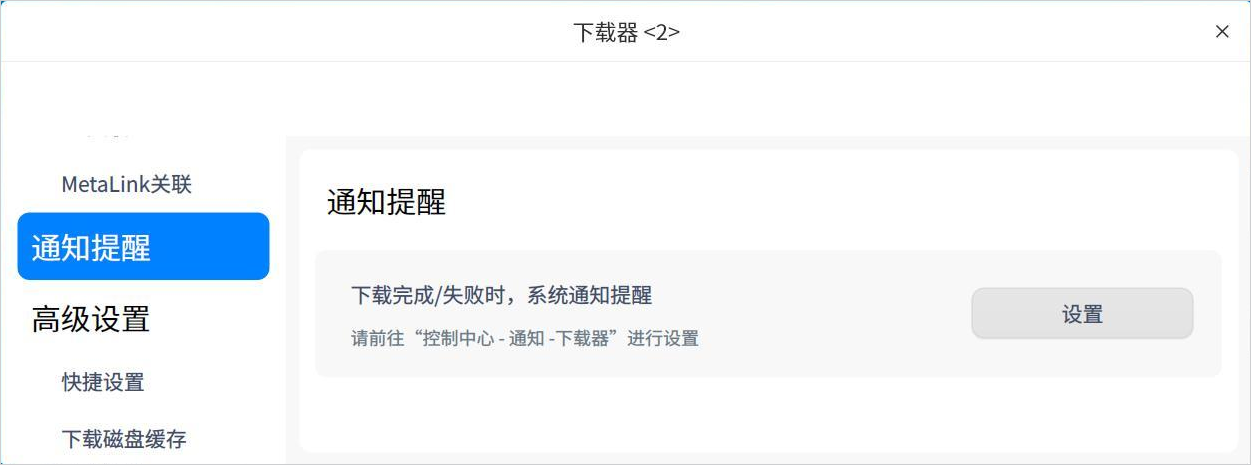 下载器 <2>
MetaLink关联
通知提醒
高级设置
快捷设置
下载磁盘缓存
通知提醒
下载完成/失败时，系统通知提醒
请前往“控制中心 - 通知 -下载器”进行设置
设置